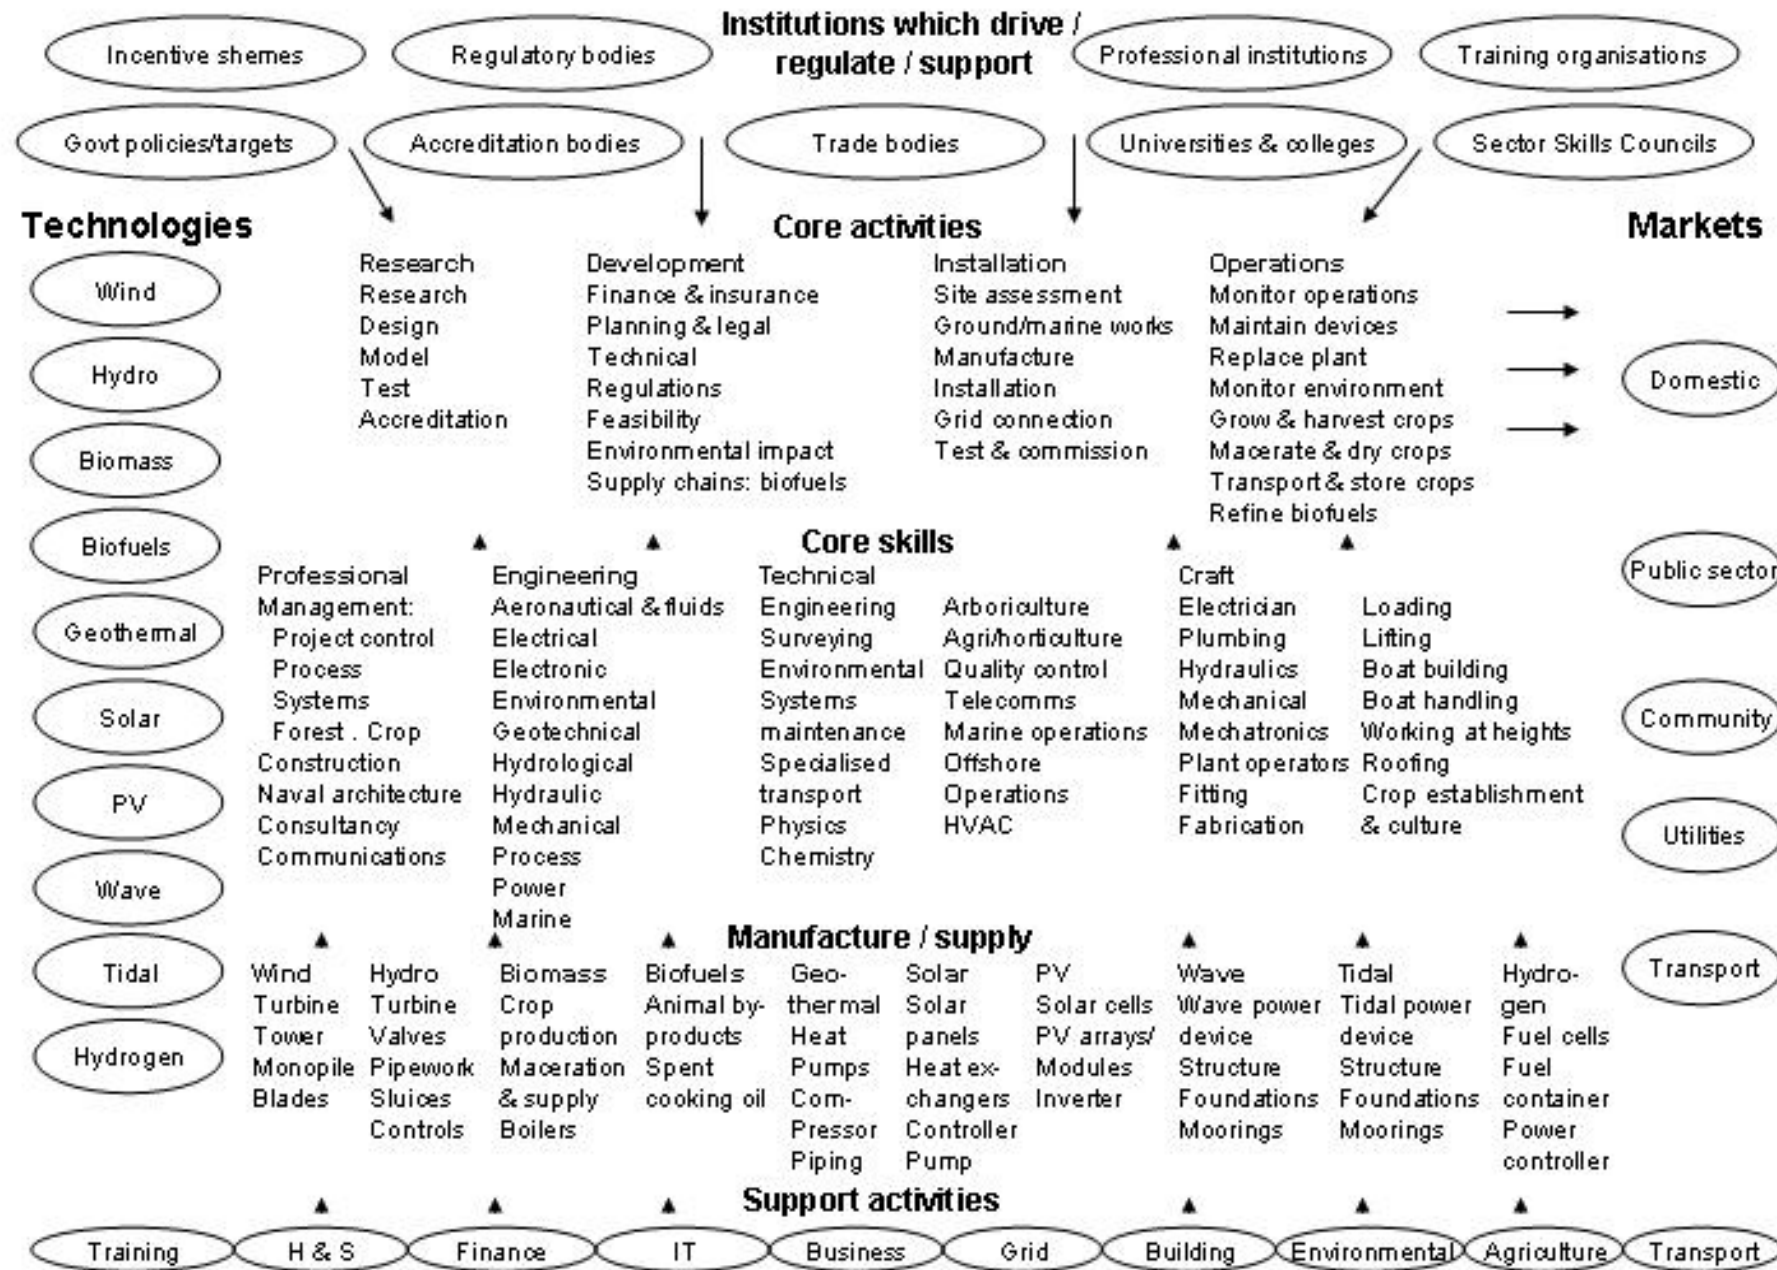 Institutions which drive /
regulate / support
Incentive shemes
Regulatory bodies
Professional institutions
Training organisations
Govt policies/targets
Accreditation bodies
Trade bodies
Universities & colleges
Sector Skills Councils
Technologies
Wind
Hydro
Biomass
Biofuels
Geothermal
Solar
PV
Wave
Tidal
Hydrogen
Core activities
Research
Research
Design
Model
Test
Accreditation
Development
Finance & insurance
Planning & legal
Technical
Regulations
Feasibility
Environmental impact
Supply chains: biofuels
Installation
Site assessment
Ground/marine works
Manufacture
Installation
Grid connection
Test & commission
Operations
Monitor operations
Maintain devices
Replace plant
Monitor environment
Grow & harvest crops
Macerate & dry crops
Transport & store crops
Refine biofuels
Core skills
Professional
Management:
Project control
Process
Systems
Forest . Crop
Construction
Naval architecture
Consultancy
Communications
Engineering
Aeronautical & fluids
Electrical
Electronic
Environmental
Geotechnical
Hydrological
Hydraulic
Mechanical
Process
Power
Marine
Technical
Engineering
Surveying
Environmental
Systems
maintenance
Specialised
transport
Physics
Chemistry
Arboriculture
Agri/horticulture
Quality control
Telecomms
Marine operations
Offshore
Operations
HVAC
Craft
Electrician
Plumbing
Hydraulics
Mechanical
Mechatronics
Plant operators
Fitting
Fabrication
Loading
Lifting
Boat building
Boat handling
Working at heights
Roofing
Crop establishment
& culture
Manufacture / supply
Wind
Turbine
Tower
Monopile
Blades
Hydro
Turbine
Valves
Pipework
Sluices
Controls
Biomass
Crop
production
Maceration
& supply
Boilers
Biofuels
Animal by-
products
Spent
cooking oil
Geo-
thermal
Heat
Pumps
Com-
Pressor
Piping
Solar
Solar
panels
Heat ex-
changers
Controller
Pump
PV
Solar cells
PV arrays/
Modules
Inverter
Wave
Wave power
device
Structure
Foundations
Moorings
Tidal
Tidal power
device
Structure
Foundations
Moorings
Hydro-
gen
Fuel cells
Fuel
container
Power
controller
Markets
Domestic
Public sector
Community
Utilities
Transport
Support activities
Training
H & S
Finance
IT
Business
Grid
Building
Environmental
Agriculture
Transport